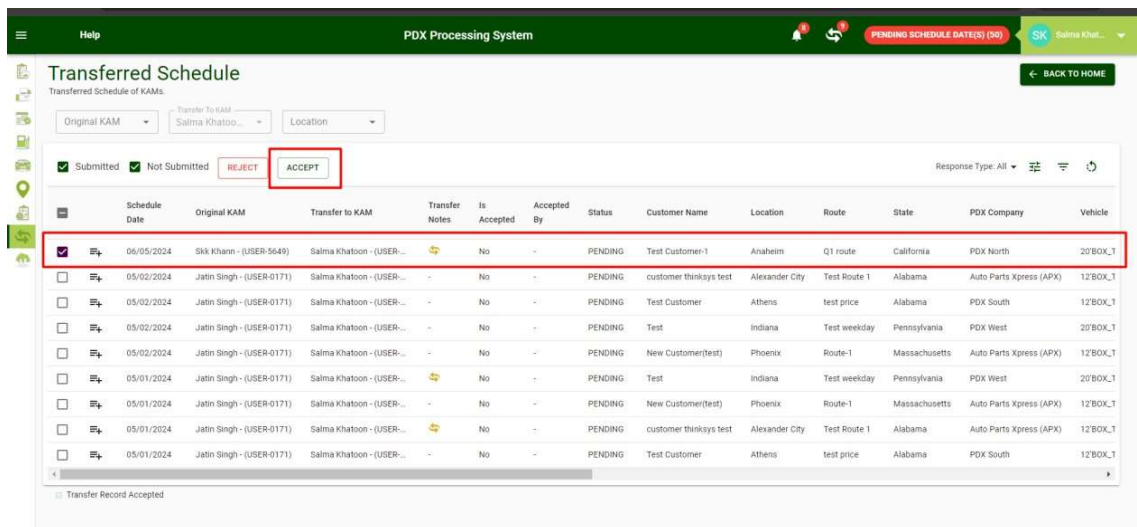 Help PDX Processing System 8 9 PENDING SCHEDULE DATE(S) (50) SK Salma Khat...
Transferred Schedule
← BACK TO HOME
Transferred Schedule of KAMs.
Transfer To KAM
Original KAM Salma Khatoo... Location
Submitted Not Submitted REJECT ACCEPT Response Type: All
Schedule Date Original KAM Transfer to KAM Transfer Notes Is Accepted Accepted By Status Customer Name Location Route State PDX Company Vehicle
06/05/2024 Skk Khann - (USER-5649) Salma Khatoon - (USER-... No - PENDING Test Customer-1 Anaheim Q1 route California PDX North 20'BOX_T
05/02/2024 Jatin Singh - (USER-0171) Salma Khatoon - (USER-... - No - PENDING customer thinksys test Alexander City Test Route 1 Alabama Auto Parts Xpress (APX) 12'BOX_T
05/02/2024 Jatin Singh - (USER-0171) Salma Khatoon - (USER-... - No - PENDING Test Customer Athens test price Alabama PDX South 12'BOX_T
05/02/2024 Jatin Singh - (USER-0171) Salma Khatoon - (USER-... - No - PENDING Test Indiana Test weekday Pennsylvania PDX West 20'BOX_T
05/02/2024 Jatin Singh - (USER-0171) Salma Khatoon - (USER-... - No - PENDING New Customer(test) Phoenix Route-1 Massachusetts Auto Parts Xpress (APX) 12'BOX_T
05/01/2024 Jatin Singh - (USER-0171) Salma Khatoon - (USER-... No - PENDING Test Indiana Test weekday Pennsylvania PDX West 20'BOX_T
05/01/2024 Jatin Singh - (USER-0171) Salma Khatoon - (USER-... - No - PENDING New Customer(test) Phoenix Route-1 Massachusetts Auto Parts Xpress (APX) 12'BOX_T
05/01/2024 Jatin Singh - (USER-0171) Salma Khatoon - (USER-... No - PENDING customer thinksys test Alexander City Test Route 1 Alabama Auto Parts Xpress (APX) 12'BOX_T
05/01/2024 Jatin Singh - (USER-0171) Salma Khatoon - (USER-... - No - PENDING Test Customer Athens test price Alabama PDX South 12'BOX_T
Transfer Record Accepted